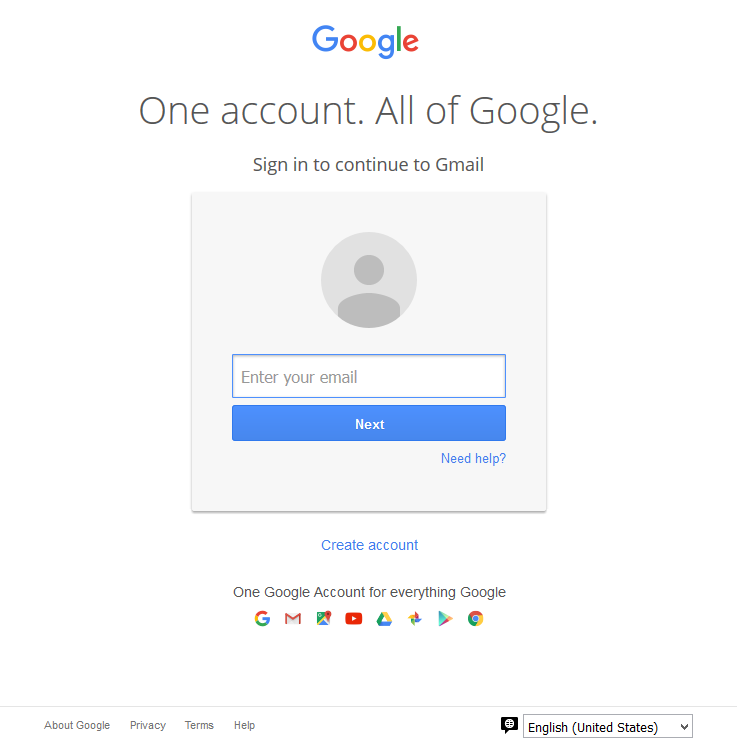 Google
One account. All of Google.
Sign in to continue to Gmail
Enter your email
Next
Need help?
Create account
One Google Account for everything Google
About Google Privacy Terms Help English (United States)